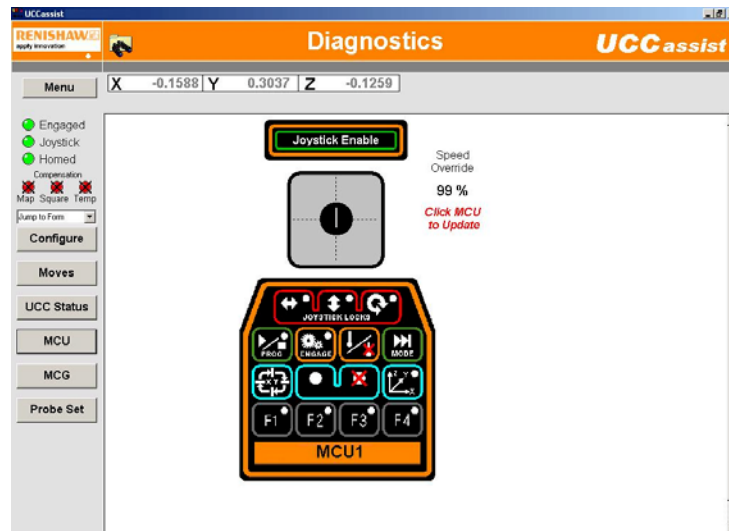 UCCassist
RENISHAW
apply innovation
Diagnostics
UCCassist
Menu
X -0.1588 Y 0.3037 Z -0.1259
Engaged
Joystick
Homed
Compensation
Map Square Temp
Jump to Form
Configure
Moves
UCC Status
MCU
MCG
Probe Set
Joystick Enable
Speed
Override
99 %
Click MCU
to Update
JOYSTICK LOCKS
PROG ENGAGE MODE
XYZ
F1 F2 F3 F4
MCU1